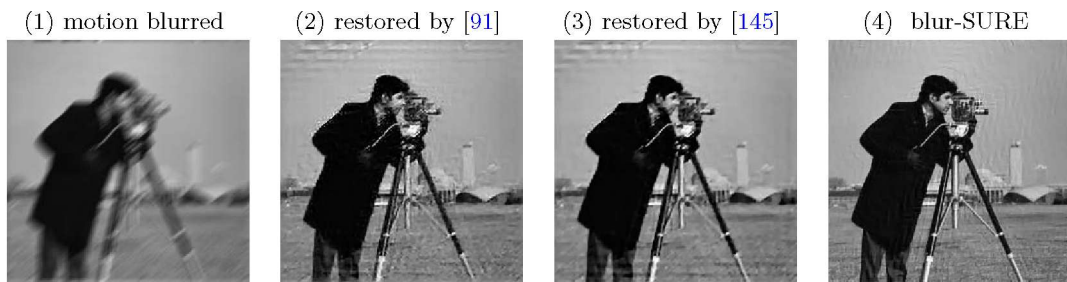 (1) motion blurred
(2) restored by [91]
(3) restored by [145]
(4) blur-SURE